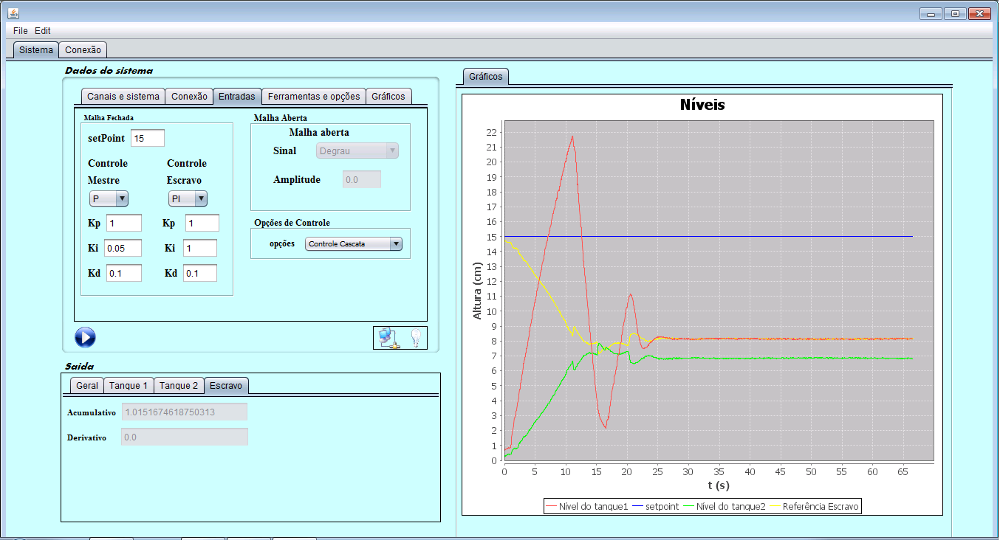 File Edit
Sistema Conexão
Dados do sistema
Canais e sistema Conexão Entradas Ferramentas e opções Gráficos
Malha Fechada
setPoint 15
Controle Controle
Mestre Escravo
P PI
Kp 1 Kp 1
Ki 0.05 Ki 1
Kd 0.1 Kd 0.1
Malha Aberta
Malha aberta
Sinal Degrau
Amplitude 0.0
Opções de Controle
opções Controle Cascata
Saida
Geral Tanque 1 Tanque 2 Escravo
Acumulativo 1.0151674618750313
Derivativo 0.0
Gráficos
Níveis
Altura (cm)
22
21
20
19
18
17
16
15
14
13
12
11
10
9
8
7
6
5
4
3
2
1
0
0 5 10 15 20 25 30 35 40 45 50 55 60 65
t (s)
Nível do tanque1 setpoint Nível do tanque2 Referência Escravo